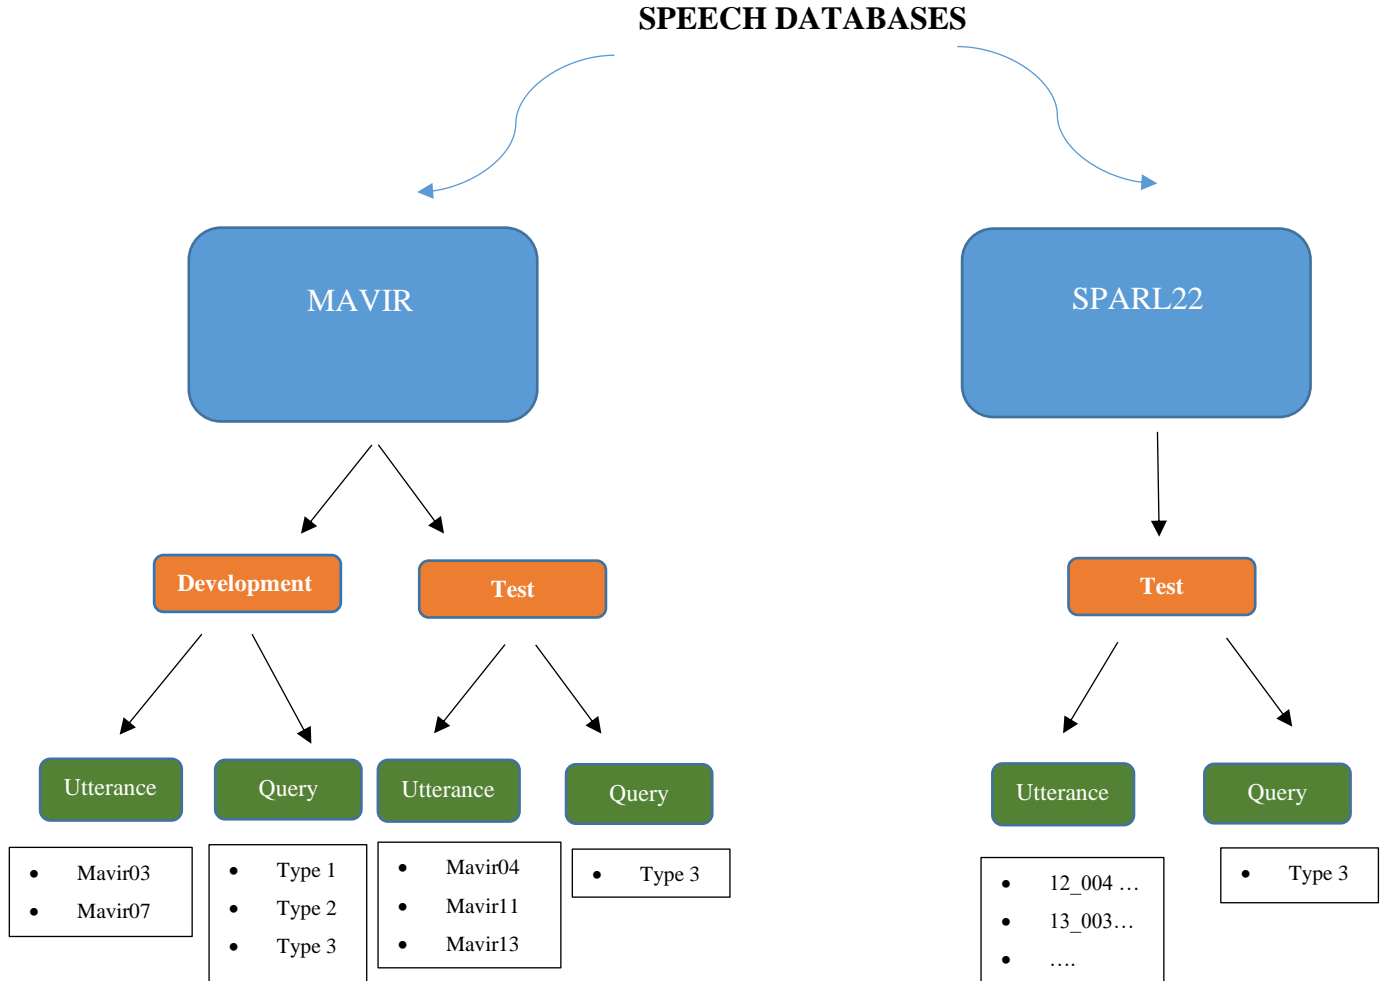 SPEECH DATABASES
MAVIR
SPARL22
Development
Test
Test
Utterance
Query
Utterance
Query
Utterance
Query
• Mavir03
• Mavir07
• Type 1
• Type 2
• Type 3
• Mavir04
• Mavir11
• Mavir13
• Type 3
• 12_004 …
• 13_003…
• ….
• Type 3